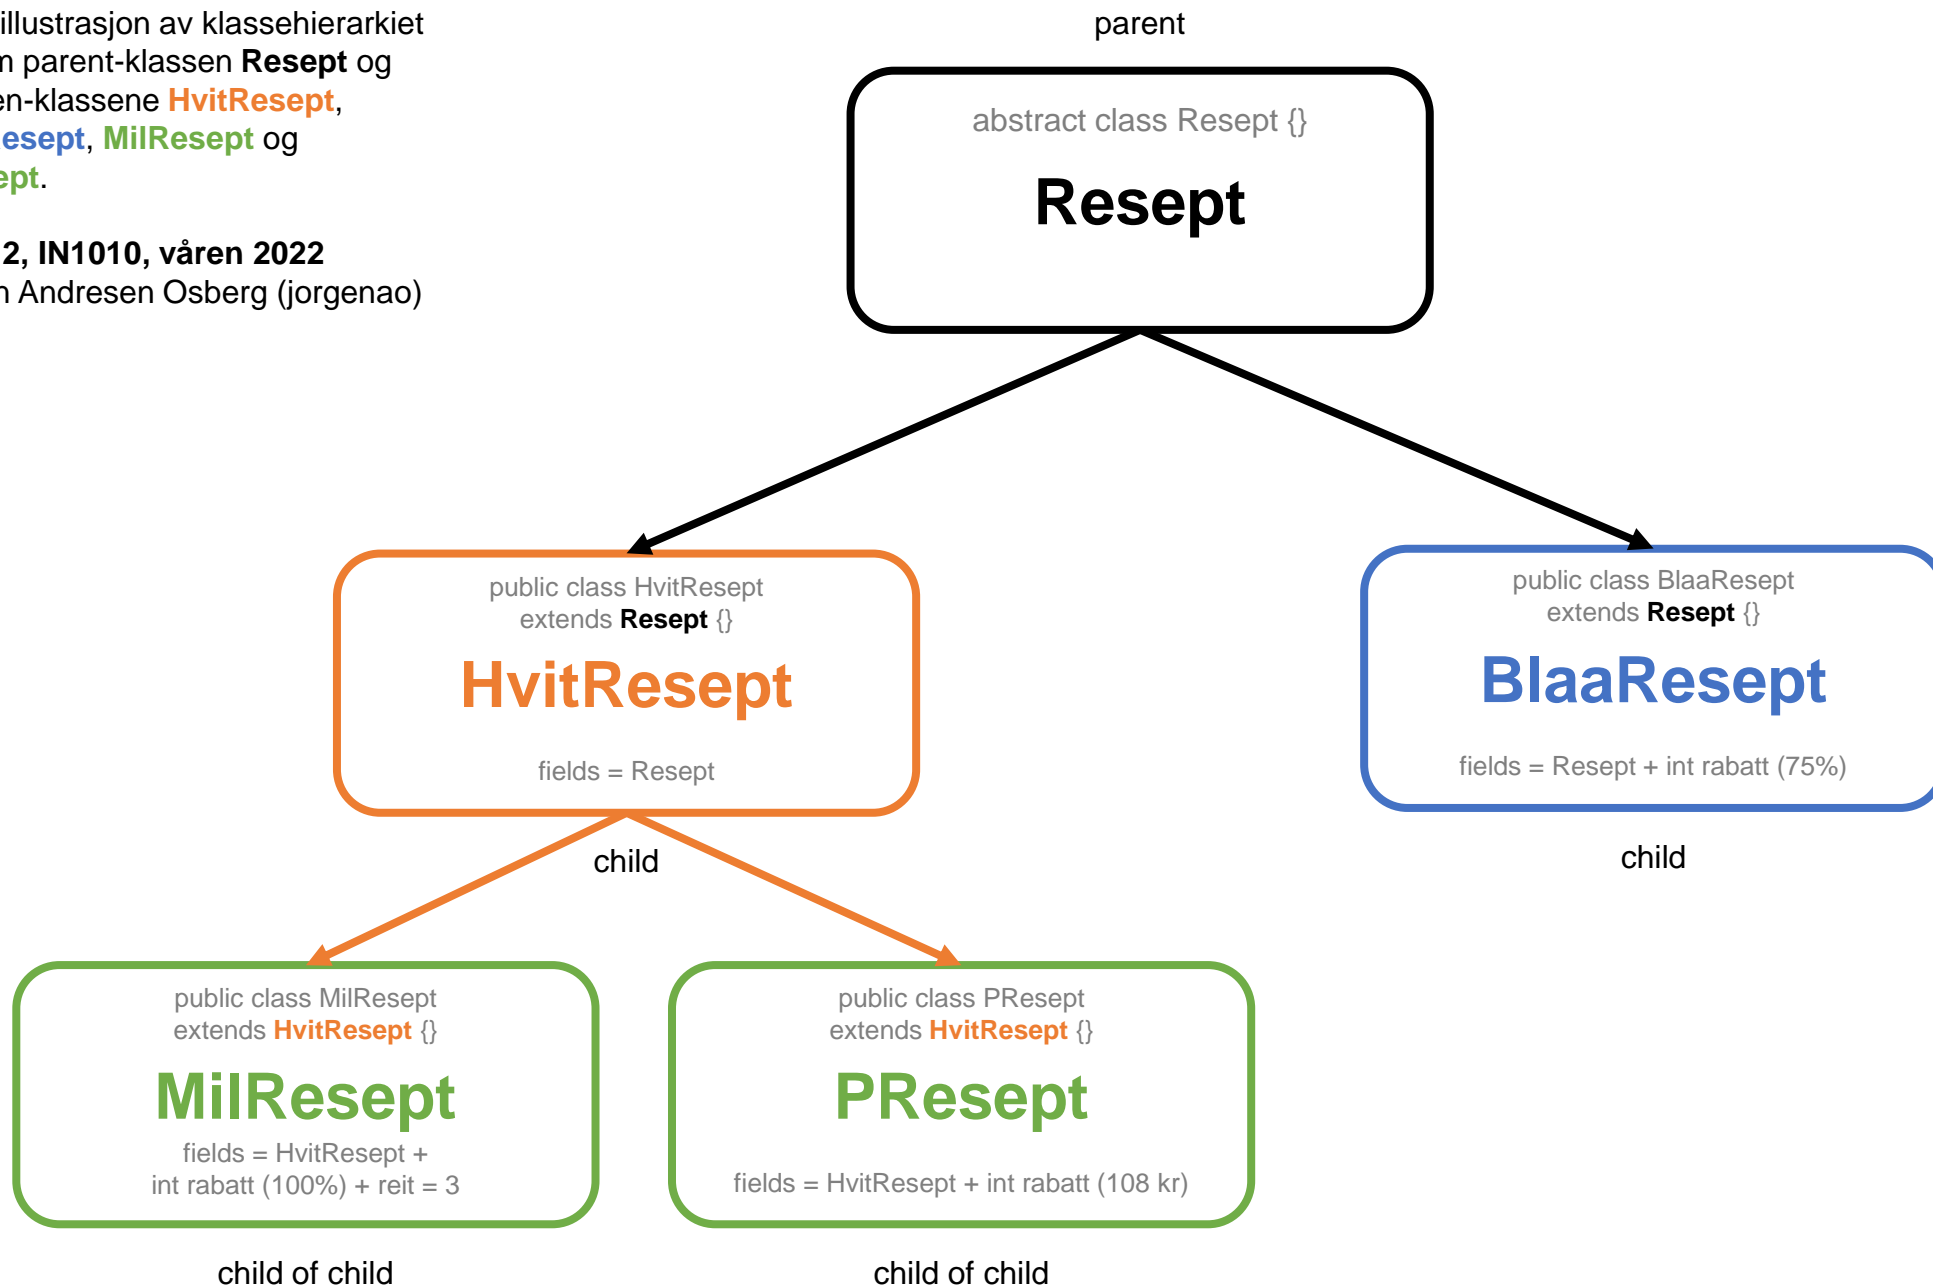 illustrasjon av klassehierarkiet
parent-klassen Resept og
en-klassene HvitResept,
esept, MilResept og
ept.
2, IN1010, våren 2022
n Andresen Osberg (jorgenao)
parent
abstract class Resept {}
Resept
public class HvitResept
extends Resept {}
HvitResept
fields = Resept
child
public class BlaaResept
extends Resept {}
BlaaResept
fields = Resept + int rabatt (75%)
child
public class MilResept
extends HvitResept {}
MilResept
fields = HvitResept +
int rabatt (100%) + reit = 3
child of child
public class PResept
extends HvitResept {}
PResept
fields = HvitResept + int rabatt (108 kr)
child of child